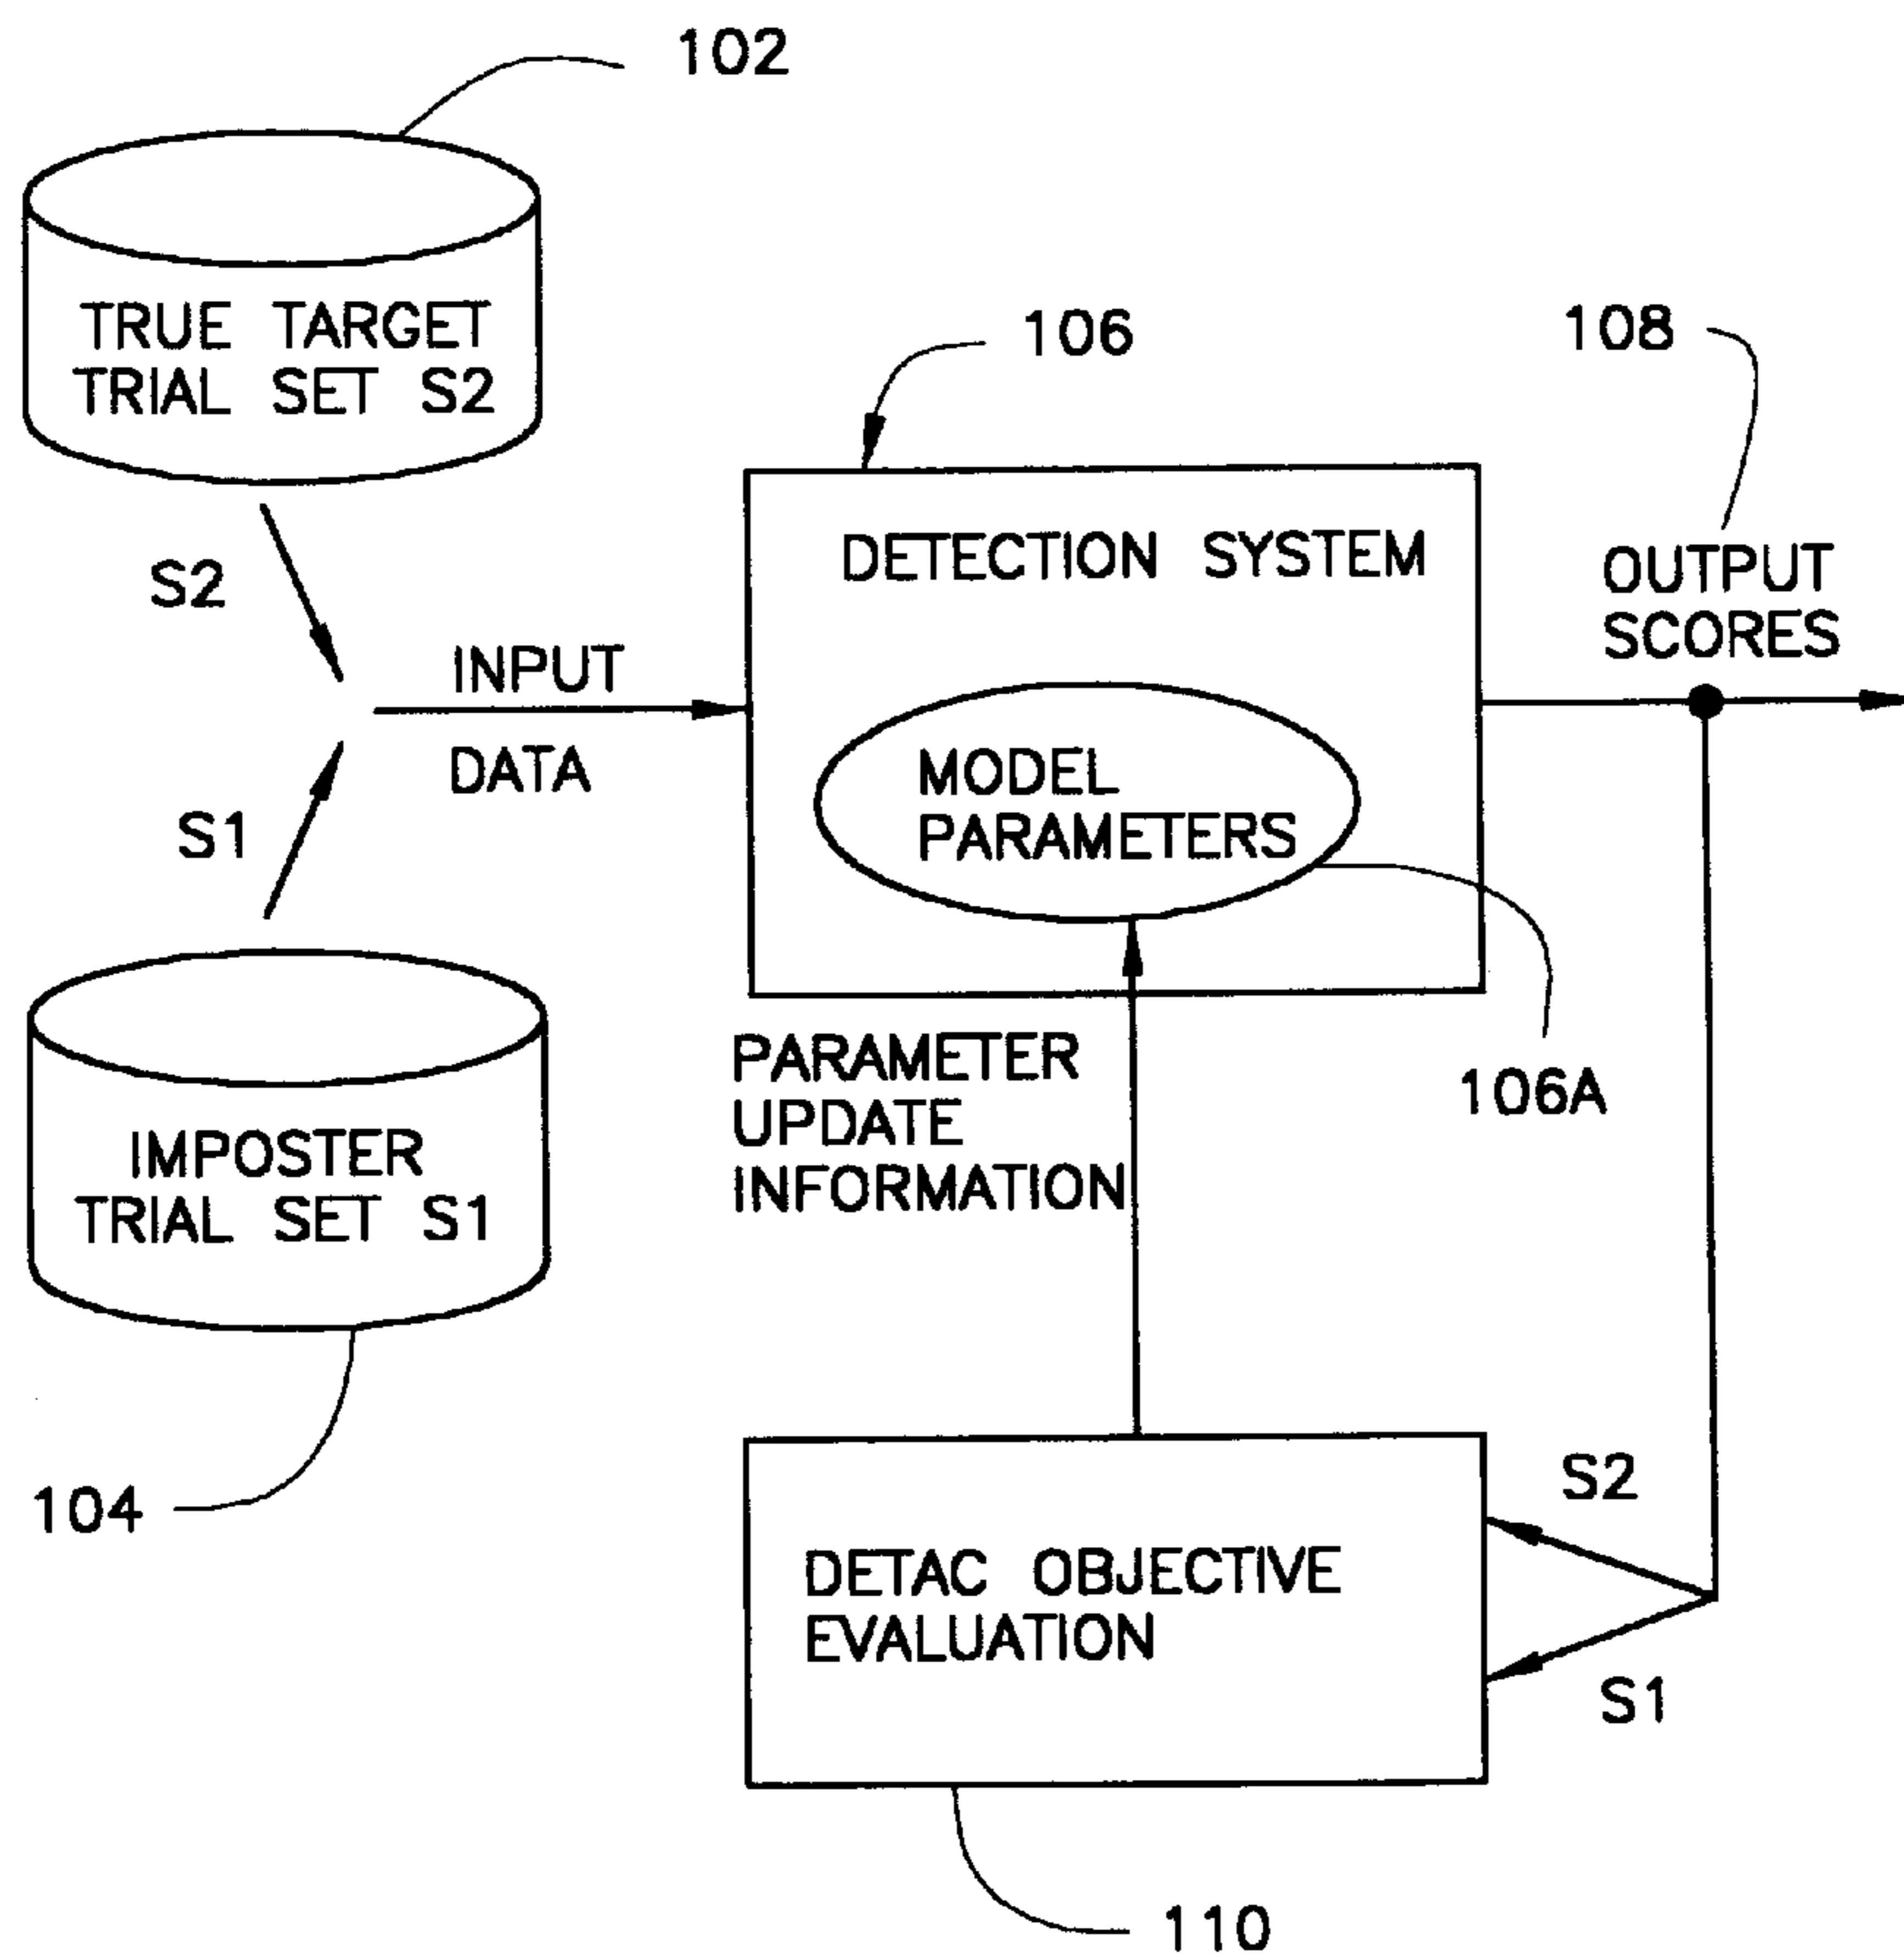 102
TRUE TARGET
TRIAL SET S2
106
108
DETECTION SYSTEM
OUTPUT
SCORES
S2
INPUT
DATA
MODEL
PARAMETERS
S1
PARAMETER
UPDATE
INFORMATION
106A
IMPOSTER
TRIAL SET S1
104
S2
DETAC OBJECTIVE
EVALUATION
S1
110